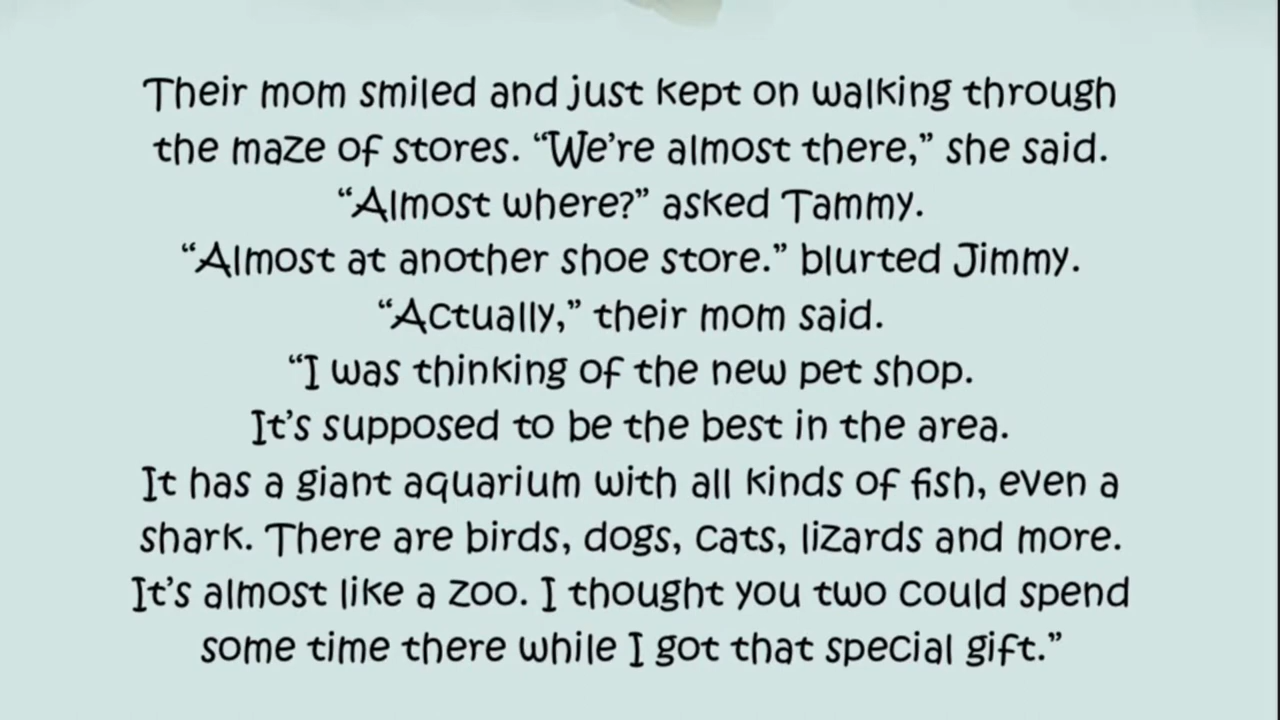 Their mom smiled and just kept on walking through
the maze of stores. “We’re almost there,” she said.
“Almost where?” asked Tammy.
“Almost at another shoe store.” blurted Jimmy.
“Actually,” their mom said.
“I was thinking of the new pet shop.
It’s supposed to be the best in the area.
It has a giant aquarium with all kinds of fish, even a
shark. There are birds, dogs, cats, lizards and more.
It’s almost like a zoo. I thought you two could spend
some time there while I got that special gift.”